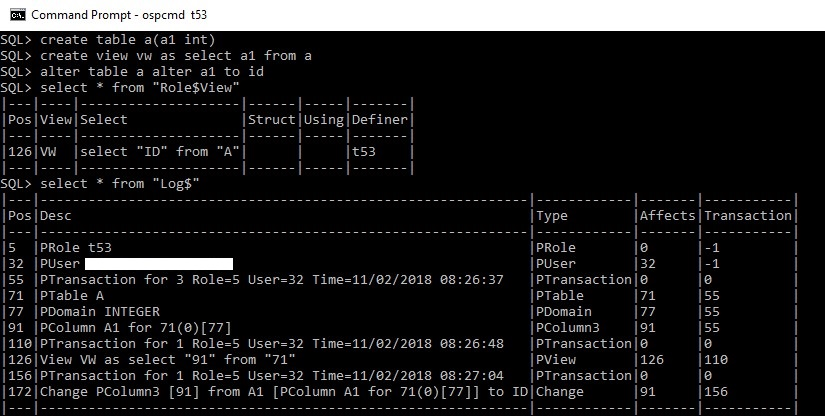 Command Prompt - ospcmd t53
SQL> create table a(a1 int)
SQL> create view vw as select a1 from a
SQL> alter table a alter a1 to id
SQL> select * from "Role$View"
|---|----|--------------------|------|-----|-------|
|Pos|View|Select              |Struct|Using|Definer|
|---|----|--------------------|------|-----|-------|
|126|VW  |select "ID" from "A"|      |     |t53    |
|---|----|--------------------|------|-----|-------|
SQL> select * from "Log$"
|---|------------------------------------------------------------|------------|-------|-----------|
|Pos|Desc                                                        |Type        |Affects|Transaction|
|---|------------------------------------------------------------|------------|-------|-----------|
|5  |PRole t53                                                   |PRole       |0      |-1         |
|32 |PUser                                                       |PUser       |32     |-1         |
|55 |PTransaction for 3 Role=5 User=32 Time=11/02/2018 08:26:37  |PTransaction|0      |0          |
|71 |PTable A                                                    |PTable      |71     |55         |
|77 |PDomain INTEGER                                             |PDomain     |77     |55         |
|91 |PColumn A1 for 71(0)[77]                                    |PColumn3    |91     |55         |
|110|PTransaction for 1 Role=5 User=32 Time=11/02/2018 08:26:48  |PTransaction|0      |0          |
|126|View VW as select "91" from "71"                            |PView       |126    |110        |
|156|PTransaction for 1 Role=5 User=32 Time=11/02/2018 08:27:04  |PTransaction|0      |0          |
|172|Change PColumn3 [91] from A1 [PColumn A1 for 71(0)[77]] to ID|Change      |91     |156        |
|---|------------------------------------------------------------|------------|-------|-----------|